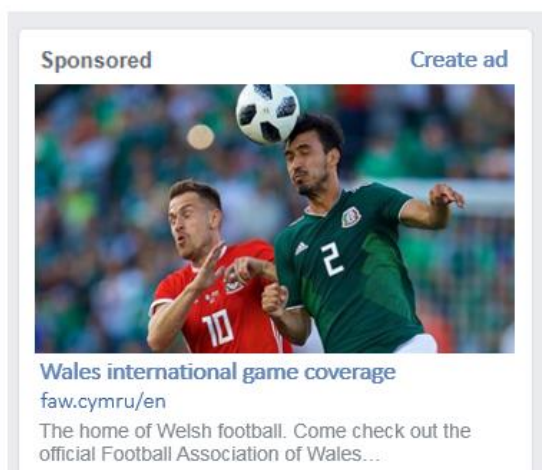 Sponsored Create ad
2
10
Wales international game coverage
faw.cymru/en
The home of Welsh football. Come check out the
official Football Association of Wales...